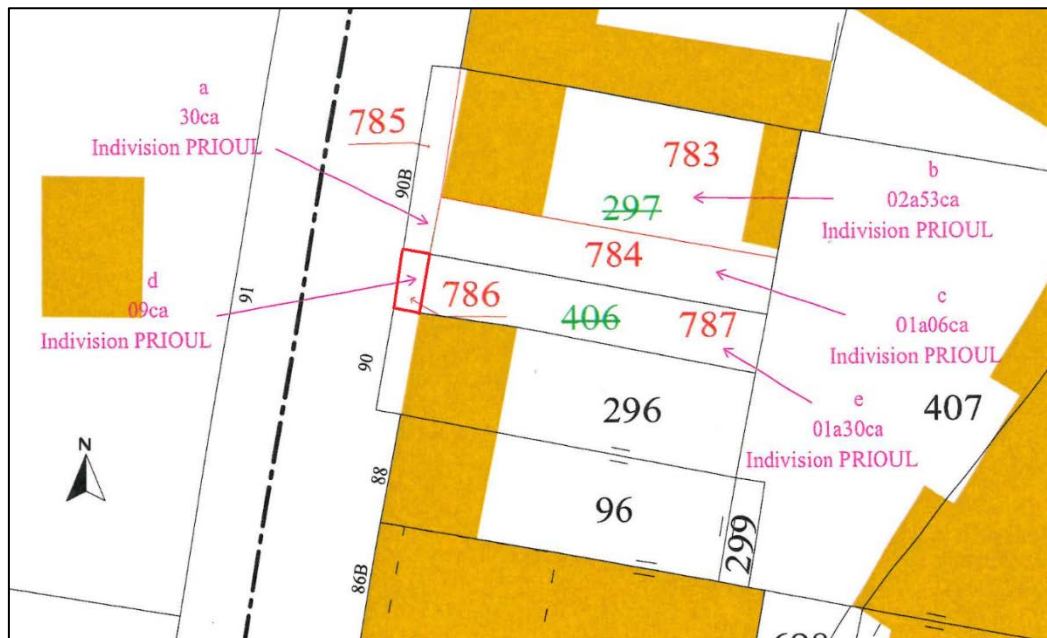 a
30ca
Indivision PRIOUL
785
90B
783
297
b
02a53ca
Indivision PRIOUL
784
d
09ca
Indivision PRIOUL
91
786
406
787
c
01a06ca
Indivision PRIOUL
90
296
e
01a30ca
Indivision PRIOUL
407
N
88
96
299
86B